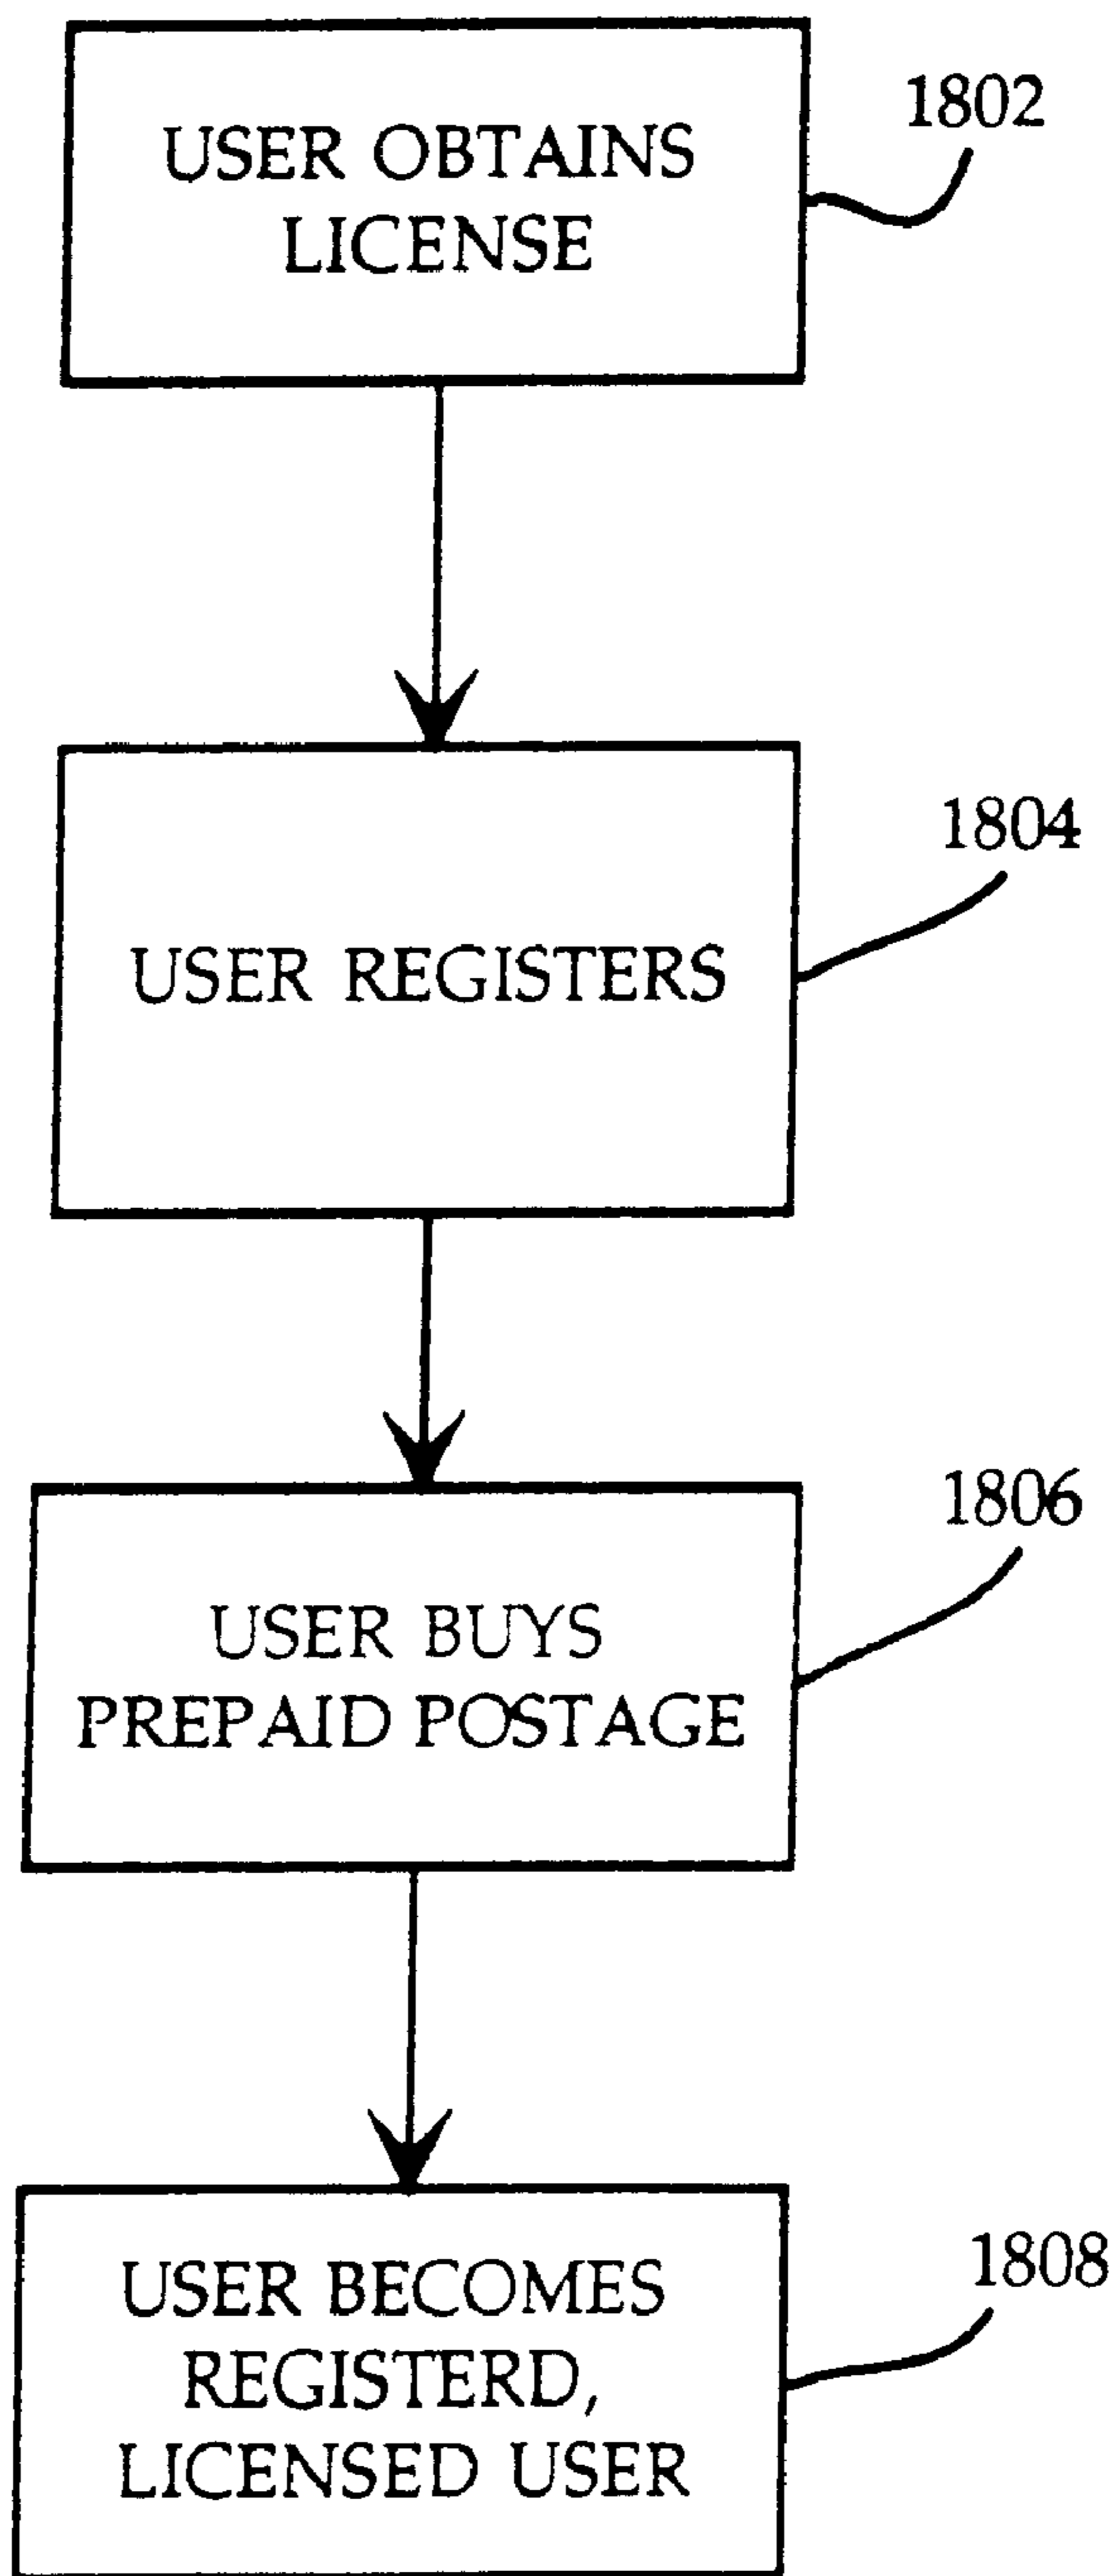 USER OBTAINS
LICENSE
1802
USER REGISTERS
1804
USER BUYS
PREPAID POSTAGE
1806
USER BECOMES
REGISTERD,
LICENSED USER
1808